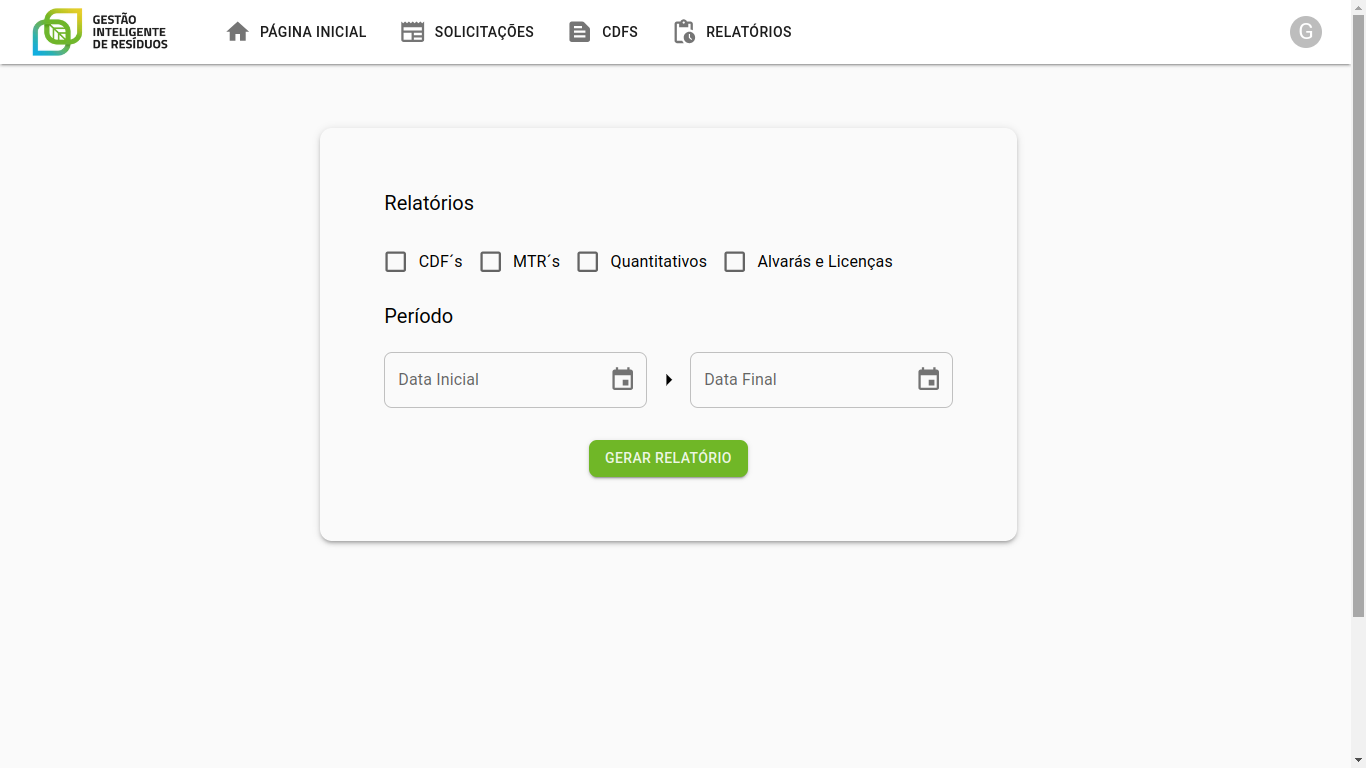 GESTÃO
INTELIGENTE
DE RESÍDUOS
PÁGINA INICIAL
SOLICITAÇÕES
CDFS
RELATÓRIOS
G
Relatórios
CDF´s
MTR´s
Quantitativos
Alvarás e Licenças
Período
Data Inicial
Data Final
GERAR RELATÓRIO